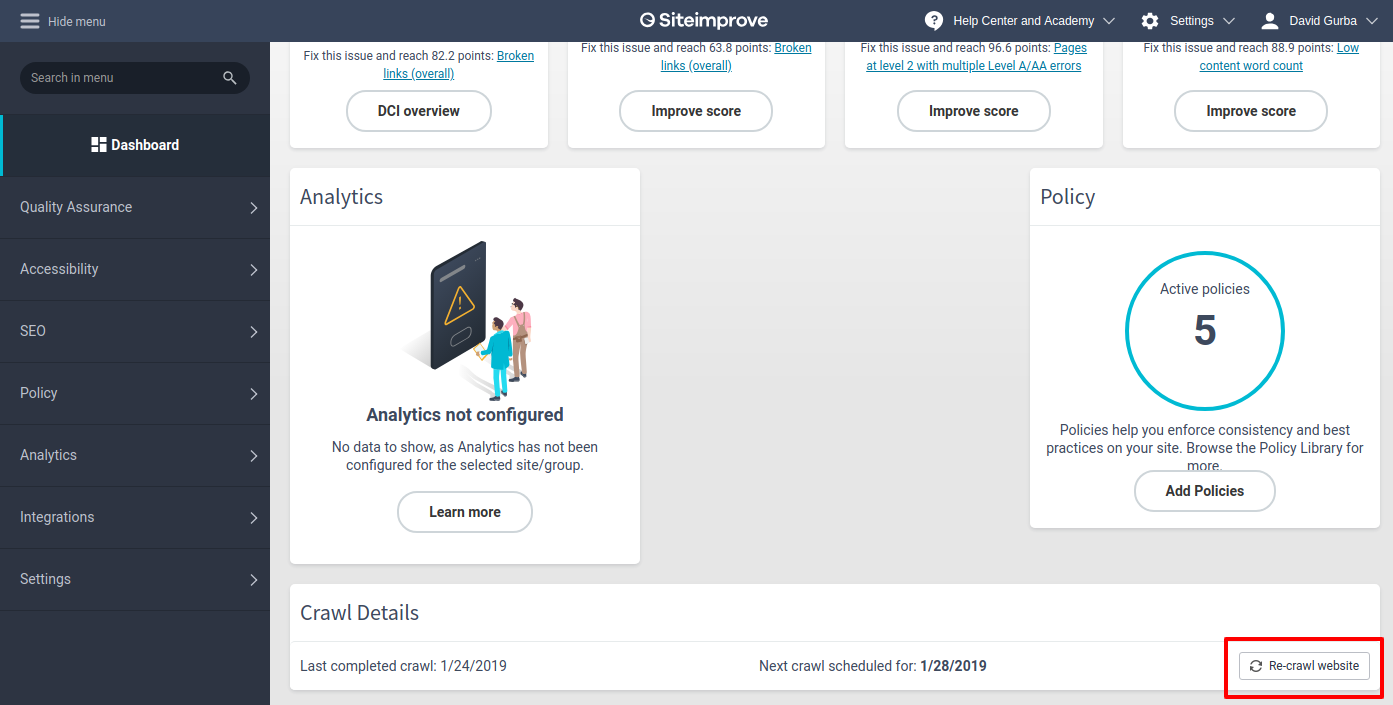 Hide menu
Siteimprove
? Help Center and Academy
Settings
David Gurba
Search in menu
Dashboard
Quality Assurance
Accessibility
SEO
Policy
Analytics
Integrations
Settings
Fix this issue and reach 82.2 points: Broken
links (overall)
DCI overview
Fix this issue and reach 63.8 points: Broken
links (overall)
Improve score
Fix this issue and reach 96.6 points: Pages
at level 2 with multiple Level A/AA errors
Improve score
Fix this issue and reach 88.9 points: Low
content word count
Improve score
Analytics
!
Analytics not configured
No data to show, as Analytics has not been
configured for the selected site/group.
Learn more
Policy
Active policies
5
Policies help you enforce consistency and best
practices on your site. Browse the Policy Library for
more.
Add Policies
Crawl Details
Last completed crawl: 1/24/2019
Next crawl scheduled for: 1/28/2019
Re-crawl website